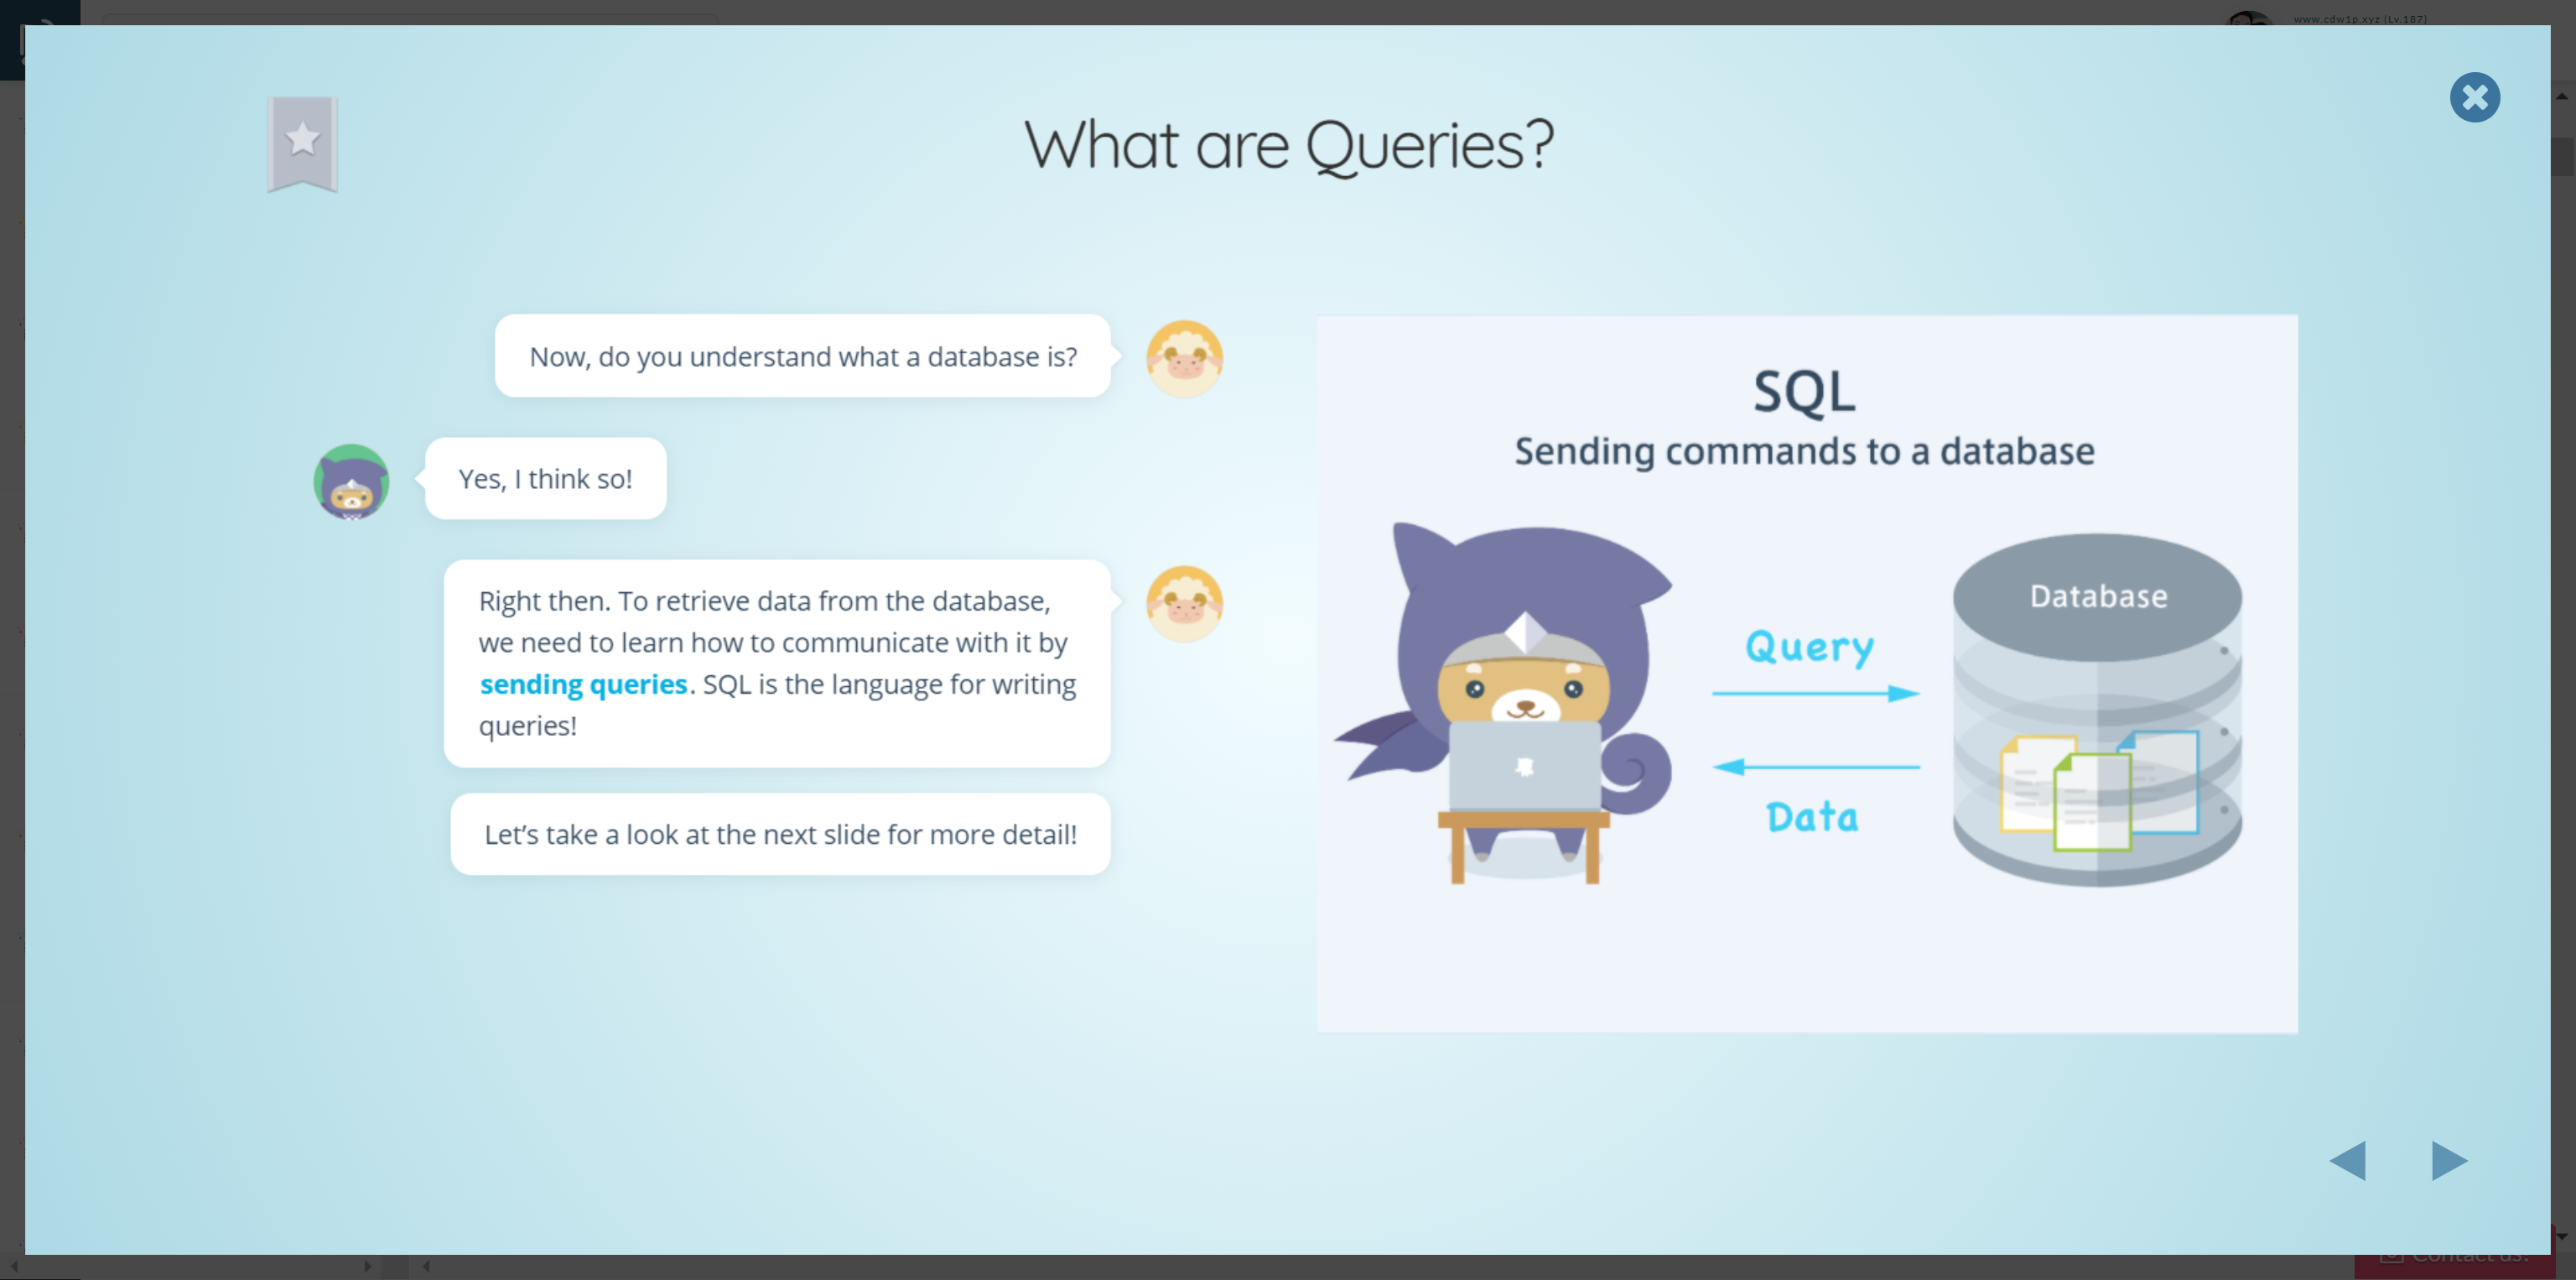 www.cdw1p.xyz (Lv.187)
What are Queries?
Now, do you understand what a database is?
Yes, I think so!
Right then. To retrieve data from the database,
we need to learn how to communicate with it by
sending queries. SQL is the language for writing
queries!
Let's take a look at the next slide for more detail!
SQL
Sending commands to a database
Database
Query
Data
Contact us!